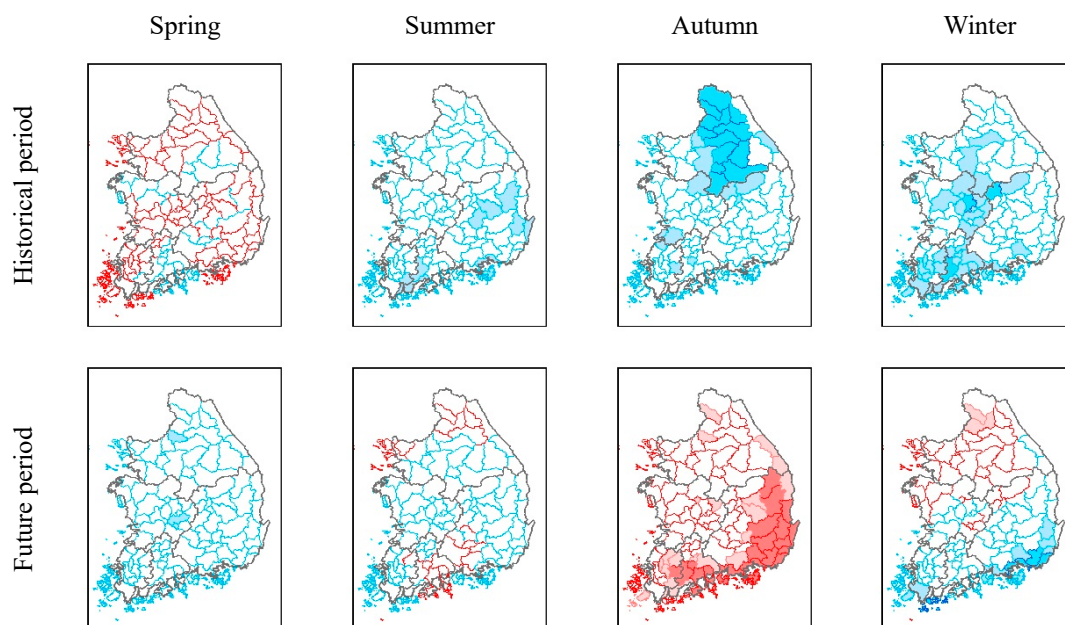 Spring
Summer
Autumn
Winter
Historical period
Future period